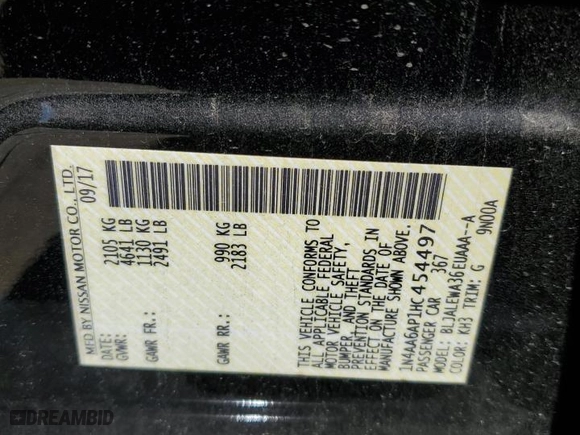 MFD BY NISSAN MOTOR CO., LTD.
DATE: 09/17
GVWR: 2105 KG
4641 LB
GAWR FR: 1130 KG
2491 LB
GAWR RR: 990 KG
2183 LB
THIS VEHICLE CONFORMS TO
ALL APPLICABLE FEDERAL
MOTOR VEHICLE SAFETY,
BUMPER, AND THEFT
PREVENTION STANDARDS IN
EFFECT ON THE DATE OF
MANUFACTURE SHOWN ABOVE.
1N4AA6AP1HC454497
PASSENGER CAR 367
MODEL: BLJALEWA36EUAAA--A
COLOR: KH3 TRIM: G 9N00A
DREAMBID